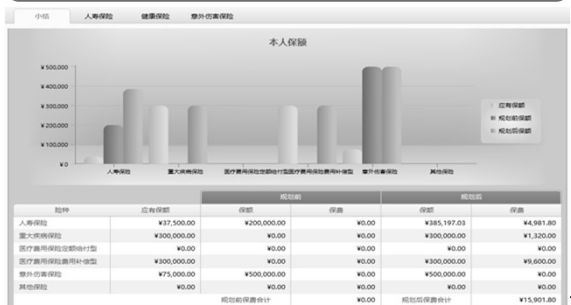 小结 人寿保险 健康保险 意外伤害保险
本人保额
¥500,000
¥400,000
¥300,000
¥200,000
¥100,000
¥0
人寿保险 重大疾病保险 医疗费用保险定额给付型 医疗费用保险费用补偿型 意外伤害保险 其他保险
应有保额
规划前保额
规划后保额
规划前 规划后
险种 应有保额 保额 保费 保额 保费
人寿保险 ¥37,500.00 ¥200,000.00 ¥0.00 ¥385,197.03 ¥4,981.80
重大疾病保险 ¥300,000.00 ¥0.00 ¥0.00 ¥300,000.00 ¥1,320.00
医疗费用保险定额给付型 ¥0.00 ¥0.00 ¥0.00 ¥0.00 ¥0.00
医疗费用保险费用补偿型 ¥300,000.00 ¥0.00 ¥0.00 ¥300,000.00 ¥9,600.00
意外伤害保险 ¥75,000.00 ¥500,000.00 ¥0.00 ¥500,000.00 ¥0.00
其他保险 ¥0.00 ¥0.00 ¥0.00 ¥0.00 ¥0.00
规划前保费合计 ¥0.00 规划后保费合计 ¥15,901.80